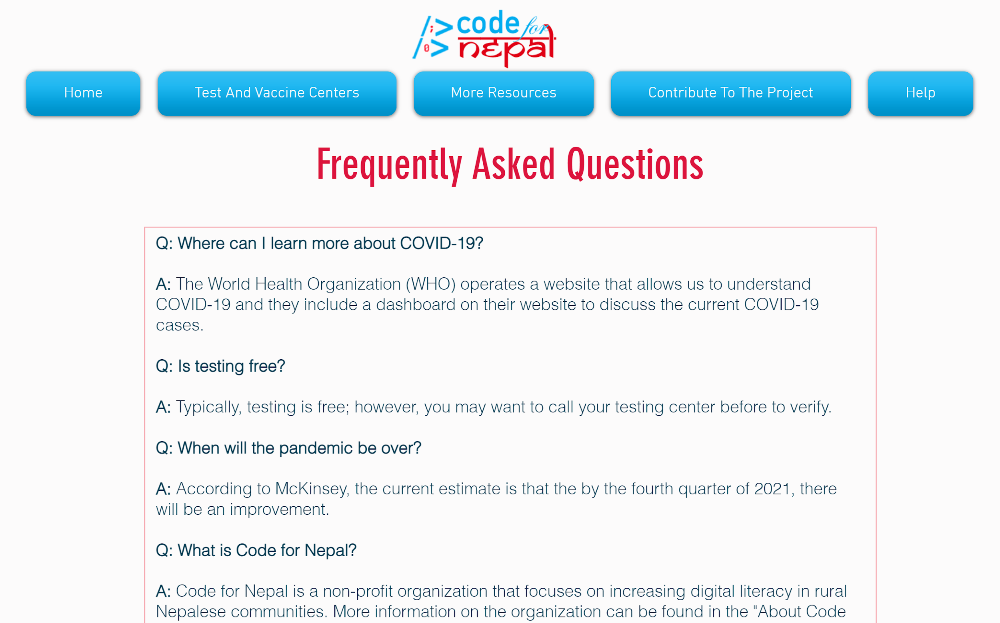 code for
nepal
Home
Test And Vaccine Centers
More Resources
Contribute To The Project
Help
Frequently Asked Questions
Q: Where can I learn more about COVID-19?
A: The World Health Organization (WHO) operates a website that allows us to understand
COVID-19 and they include a dashboard on their website to discuss the current COVID-19
cases.
Q: Is testing free?
A: Typically, testing is free; however, you may want to call your testing center before to verify.
Q: When will the pandemic be over?
A: According to McKinsey, the current estimate is that the by the fourth quarter of 2021, there
will be an improvement.
Q: What is Code for Nepal?
A: Code for Nepal is a non-profit organization that focuses on increasing digital literacy in rural
Nepalese communities. More information on the organization can be found in the "About Code